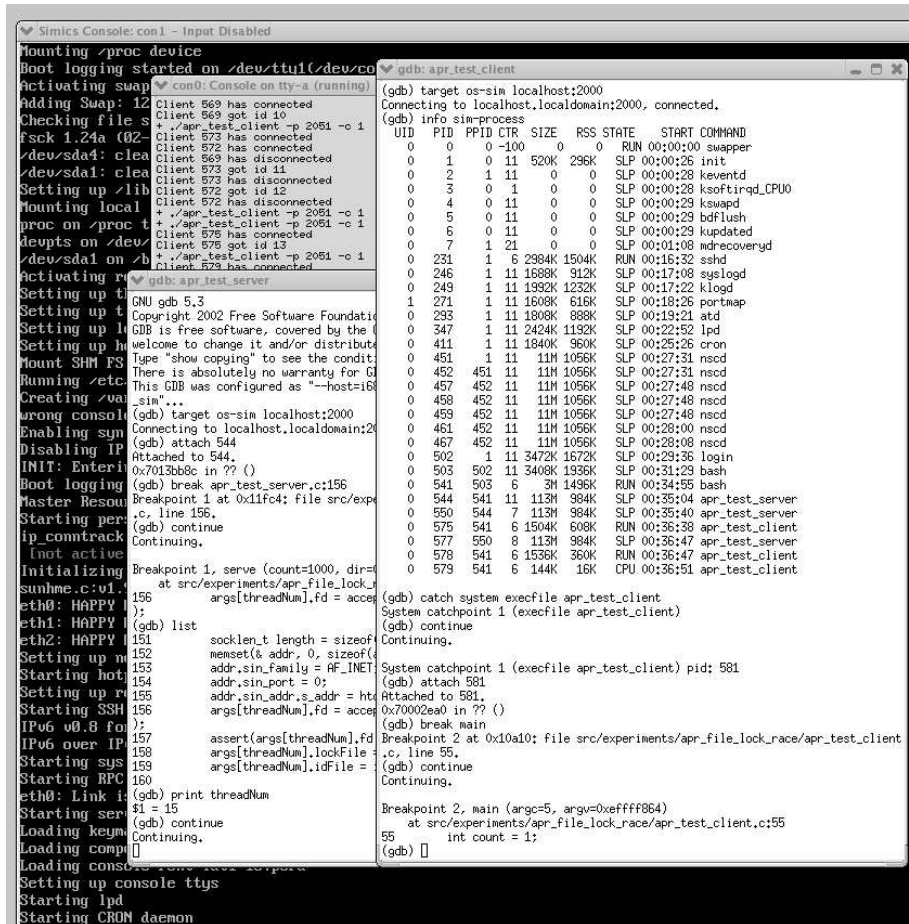 Simics Console: con1 - Input Disabled
Mounting /proc device
Boot logging started on /dev/tty1(/dev/co
Activating swap
Adding Swap: 12
Checking file s
fsck 1.24a (02-
/dev/sda4: clea
/dev/sda1: clea
Setting up /lib
Mounting local
proc on /proc t
devpts on /dev/
/dev/sda1 on /b
Activating re
Setting up th
Setting up t
Setting up lo
Setting up ho
Mount SHM FS
Running /etc
Creating /var
wrong console
Enabling syn
Disabling IP
INIT: Enterin
Boot logging
Master Resour
Starting pers
ip_conntrack
[not active
Initializing
sunhme.c:v1.9
eth0: HAPPY
eth1: HAPPY
eth2: HAPPY
Setting up ne
Starting hotp
Setting up re
Starting SSH
IPv6 v0.8 for
IPv6 over IP
Starting sys
Starting RPC
eth0: Link is
Starting ser
Loading keyma
Loading compo
Setting up console ttys
Starting lpd
Starting CRON daemon
con0: Console on tty-a (running)
Client 569 has connected
Client 569 got id 10
+ ./apr_test_client -p 2051 -c 1
Client 573 has connected
Client 572 has connected
Client 569 has disconnected
Client 573 got id 11
Client 573 has disconnected
Client 572 got id 12
Client 572 has disconnected
+ ./apr_test_client -p 2051 -c 1
+ ./apr_test_client -p 2051 -c 1
Client 575 has connected
Client 575 got id 13
+ ./apr_test_client -p 2051 -c 1
Client 579 has connected
gdb: apr_test_server
GNU gdb 5.3
Copyright 2002 Free Software Foundati
GDB is free software, covered by the
welcome to change it and/or distribute
Type "show copying" to see the condit
There is absolutely no warranty for G
This GDB was configured as "--host=i68
_sim"...
(gdb) target os-sim localhost:2000
Connecting to localhost.localdomain:20
(gdb) attach 544
Attached to 544.
0x7013bb8c in ?? ()
(gdb) break apr_test_server.c:156
Breakpoint 1 at 0x11fc4: file src/expe
.c, line 156.
(gdb) continue
Continuing.
Breakpoint 1, serve (count=1000, dir=
at src/experiments/apr_file_lock_r
156 args[threadNum].fd = accep
);
(gdb) list
151 socklen_t length = sizeof(
152 memset(& addr, 0, sizeof(a
153 addr.sin_family = AF_INET;
154 addr.sin_port = 0;
155 addr.sin_addr.s_addr = hto
156 args[threadNum].fd = accep
);
157 assert(args[threadNum].fd
158 args[threadNum].lockFile =
159 args[threadNum].idFile =
160
(gdb) print threadNum
$1 = 15
(gdb) continue
Continuing.
gdb: apr_test_client
(gdb) target os-sim localhost:2000
Connecting to localhost.localdomain:2000, connected.
(gdb) info sim-process
UID PID PPID CTR SIZE RSS STATE START COMMAND
0 0 0 -100 0 0 RUN 00:00:00 swapper
0 1 0 11 520K 296K SLP 00:00:26 init
0 2 1 11 0 0 SLP 00:00:28 keventd
0 3 0 1 0 0 SLP 00:00:28 ksoftirqd_CPU0
0 4 0 11 0 0 SLP 00:00:29 kswapd
0 5 0 11 0 0 SLP 00:00:29 bdflush
0 6 0 11 0 0 SLP 00:00:29 kupdated
0 7 1 21 0 0 SLP 00:01:08 mdrecoveryd
0 231 1 6 2984K 1504K RUN 00:16:32 sshd
0 246 1 11 1688K 912K SLP 00:17:08 syslogd
0 249 1 11 1992K 1232K SLP 00:17:22 klogd
1 271 1 11 1608K 616K SLP 00:18:26 portmap
0 293 1 11 1808K 888K SLP 00:19:21 atd
0 347 1 11 2424K 1192K SLP 00:22:52 lpd
0 411 1 11 1840K 960K SLP 00:25:26 cron
0 451 1 11 11M 1056K SLP 00:27:31 nscd
0 452 451 11 11M 1056K SLP 00:27:31 nscd
0 457 452 11 11M 1056K SLP 00:27:48 nscd
0 458 452 11 11M 1056K SLP 00:27:48 nscd
0 459 452 11 11M 1056K SLP 00:27:48 nscd
0 461 452 11 11M 1056K SLP 00:28:00 nscd
0 467 452 11 11M 1056K SLP 00:28:08 nscd
0 502 1 11 3472K 1672K SLP 00:29:36 login
0 503 502 11 3408K 1936K SLP 00:31:29 bash
0 541 503 6 3M 1496K RUN 00:34:55 bash
0 544 541 11 113M 984K SLP 00:35:04 apr_test_server
0 550 544 7 113M 984K SLP 00:35:40 apr_test_server
0 575 541 6 1504K 608K RUN 00:36:38 apr_test_client
0 577 550 8 113M 984K SLP 00:36:47 apr_test_server
0 578 541 6 1536K 360K RUN 00:36:47 apr_test_client
0 579 541 6 144K 16K CPU 00:36:51 apr_test_client
(gdb) catch system execfile apr_test_client
System catchpoint 1 (execfile apr_test_client)
(gdb) continue
Continuing.
System catchpoint 1 (execfile apr_test_client) pid: 581
(gdb) attach 581
Attached to 581.
0x70002ea0 in ?? ()
(gdb) break main
Breakpoint 2 at 0x10a10: file src/experiments/apr_file_lock_race/apr_test_client
.c, line 55.
(gdb) continue
Continuing.
Breakpoint 2, main (argc=5, argv=0xeffff864)
at src/experiments/apr_file_lock_race/apr_test_client.c:55
55 int count = 1;
(gdb)